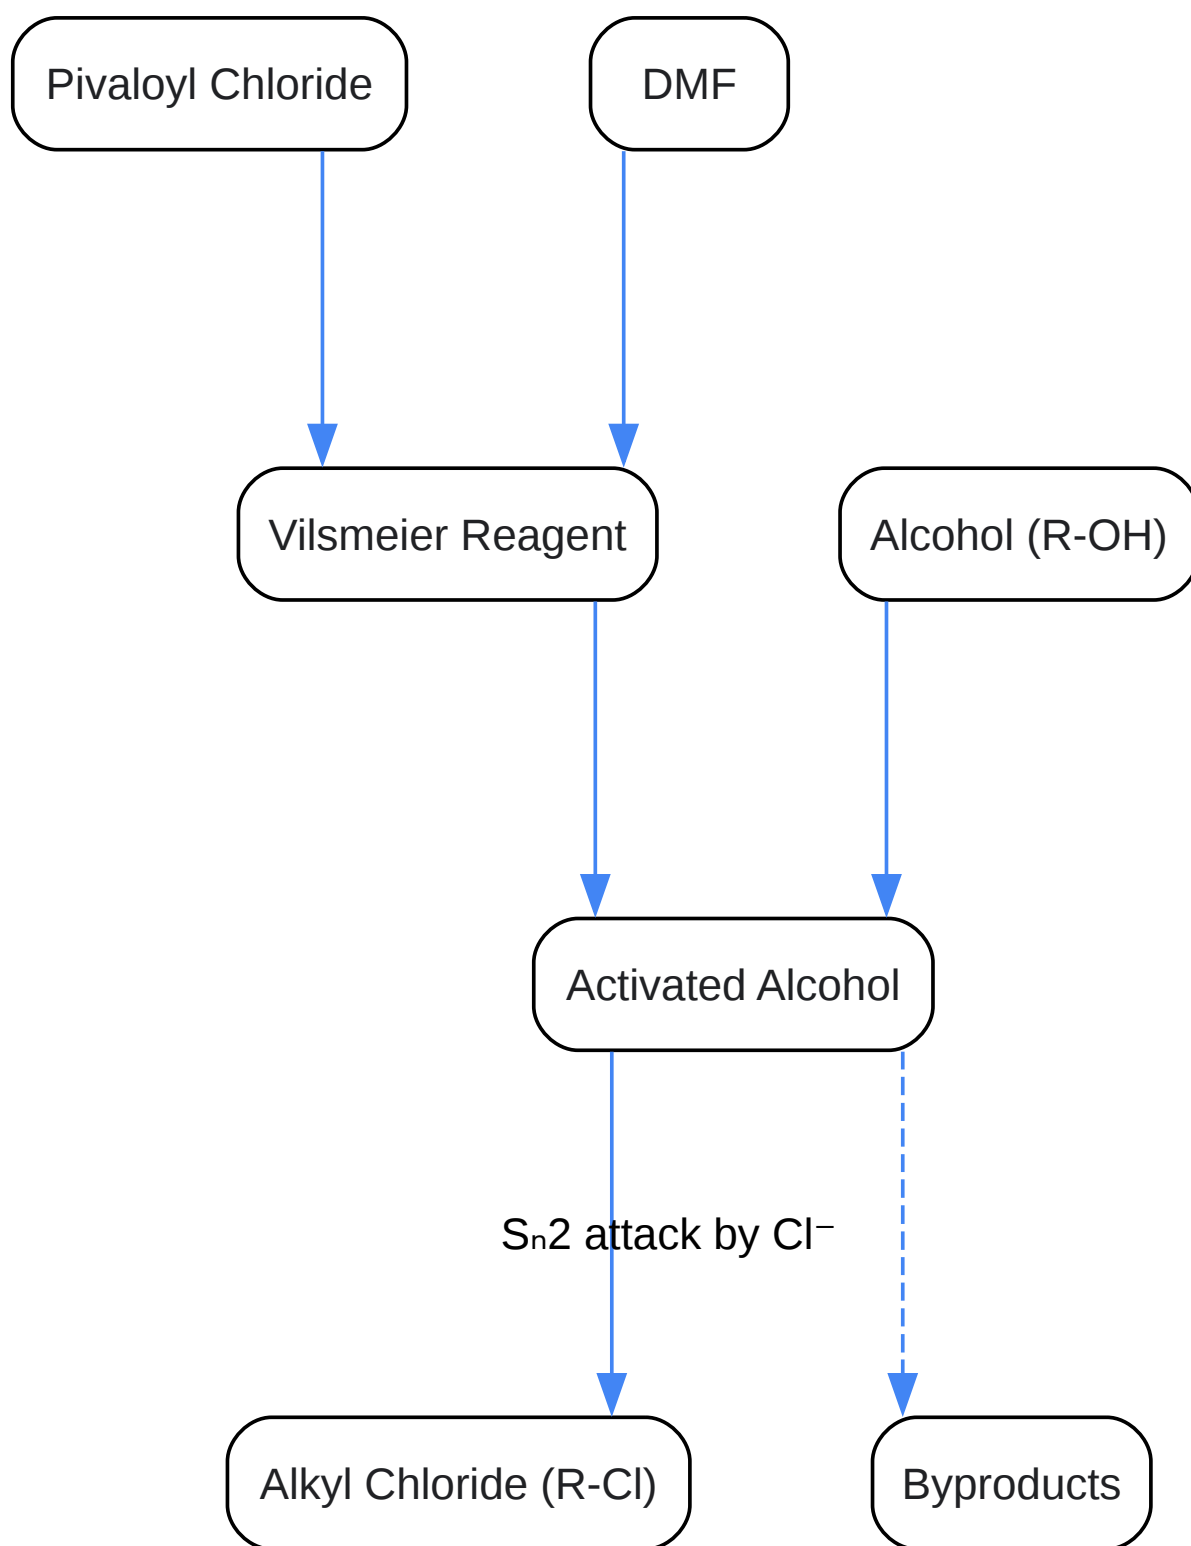 Pivaloyl Chloride
DMF
Vilsmeier Reagent
Alcohol (R-OH)
Activated Alcohol
Sₙ2 attack by Cl⁻
Alkyl Chloride (R-Cl)
Byproducts